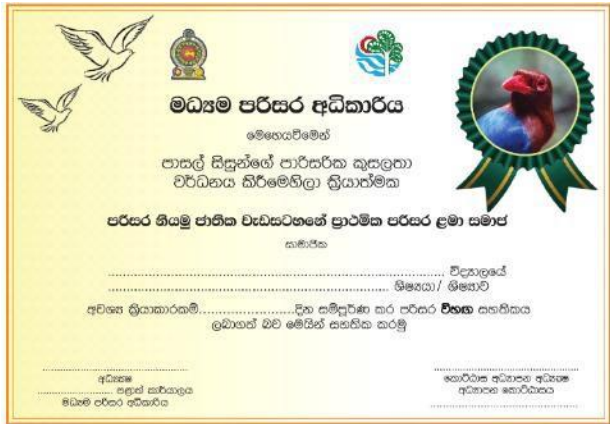 මධ්‍යම පරිසර අධිකාරිය
මෙහෙයවීමෙන්
පාසල් සිසුන්ගේ පාරිසරික කුසලතා
වර්ධනය කිරීමෙහිලා ක්‍රියාත්මක
පරිසර නියමු ජාතික වැඩසටහනේ ප්‍රාථමික පරිසර ළමා සමාජ
සාමාජික
........................................................................ විද්‍යාලයේ
........................................................................ ශිෂ්‍යයා/ ශිෂ්‍යාව
අවශ්‍ය ක්‍රියාකාරකම්......................දින සම්පූර්ණ කර පරිසර විහඟ සහතිකය
ලබාගත් බව මෙයින් සහතික කරමු
................................
අධ්‍යක්ෂ
.................... පළාත් කාර්යාලය
මධ්‍යම පරිසර අධිකාරිය
................................
කොට්ඨාස අධ්‍යාපන අධ්‍යක්ෂ
අධ්‍යාපන කොට්ඨාසය
................................